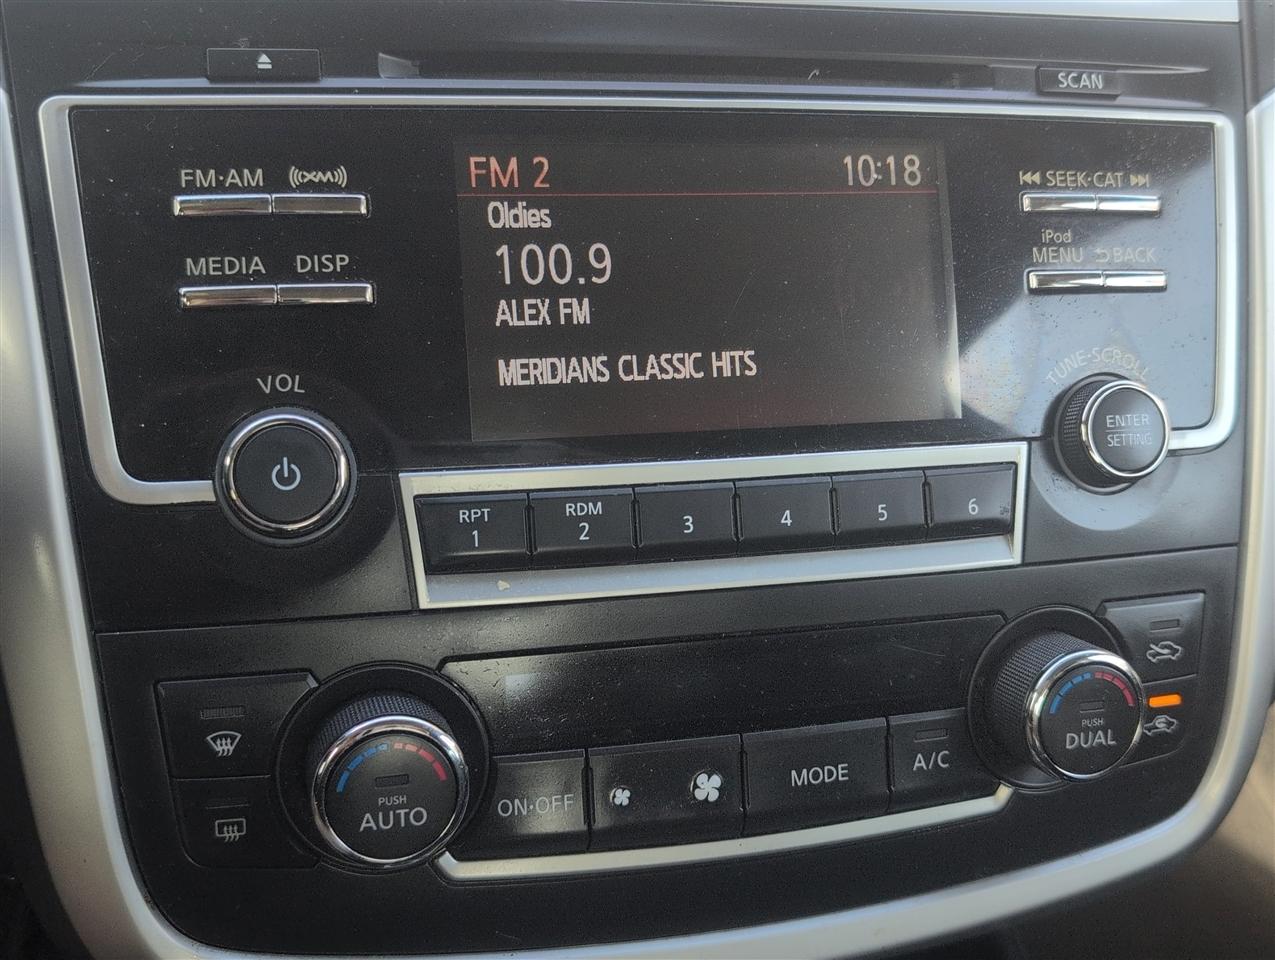 SCAN
FM·AM
((XM))
MEDIA
DISP
VOL
FM 2
10:18
Oldies
100.9
ALEX FM
MERIDIANS CLASSIC HITS
SEEK·CAT
iPod
MENU
BACK
TUNE·SCROLL
ENTER
SETTING
RPT
1
RDM
2
3
4
5
6
PUSH
AUTO
ON·OFF
MODE
A/C
PUSH
DUAL